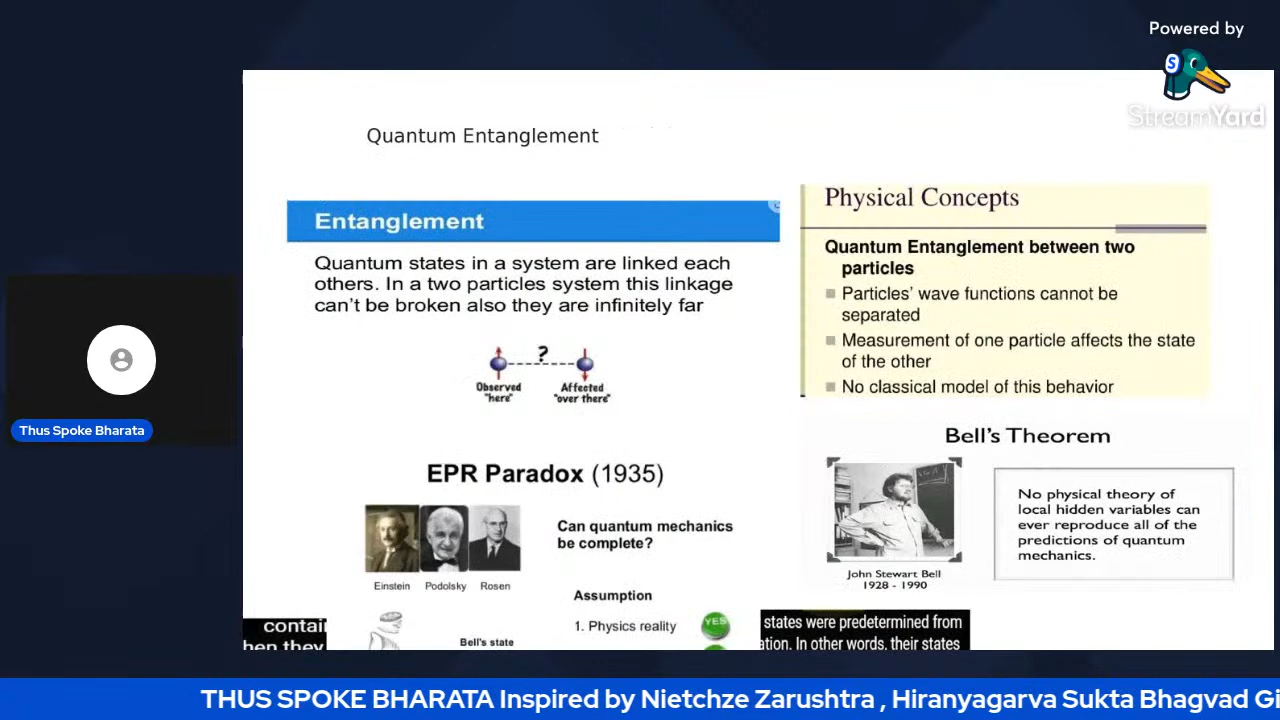 Powered by
S
StreamYard
Quantum Entanglement
Entanglement
Quantum states in a system are linked each
others. In a two particles system this linkage
can't be broken also they are infinitely far
?
Observed
"here"
Affected
"over there"
Physical Concepts
Quantum Entanglement between two
particles
Particles' wave functions cannot be
separated
Measurement of one particle affects the state
of the other
No classical model of this behavior
Thus Spoke Bharata
EPR Paradox (1935)
Can quantum mechanics
be complete?
Einstein
Podolsky
Rosen
Assumption
1. Physics reality
YES
Bell's state
Bell's Theorem
No physical theory of
local hidden variables can
ever reproduce all of the
predictions of quantum
mechanics.
John Stewart Bell
1928 - 1990
contai
hen they
states were predetermined from
ation. In other words, their states
THUS SPOKE BHARATA Inspired by Nietchze Zarushtra , Hiranyagarva Sukta Bhagvad Gi